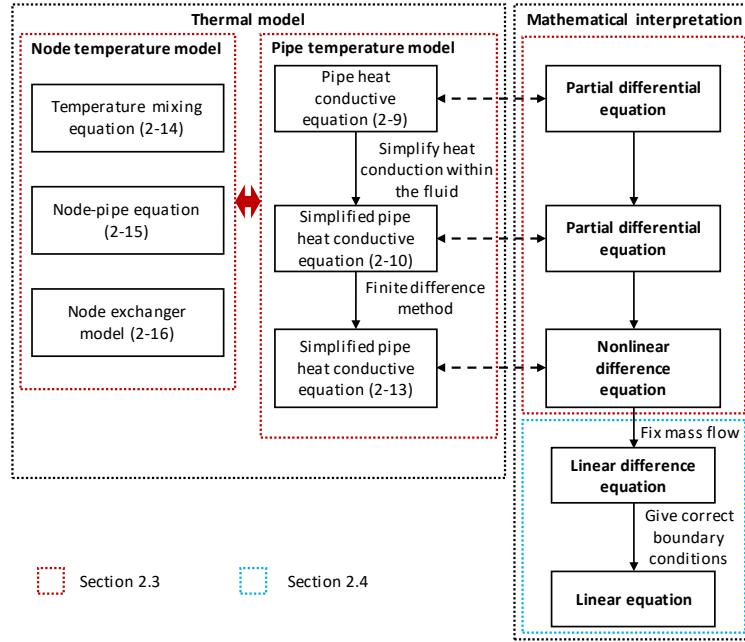 Thermal model
Node temperature model
Temperature mixing
equation (2-14)
Node-pipe equation
(2-15)
Node exchanger
model (2-16)
Pipe temperature model
Pipe heat
conductive
equation (2-9)
Simplify heat
conduction within
the fluid
Simplified pipe
heat conductive
equation (2-10)
Finite difference
method
Simplified pipe
heat conductive
equation (2-13)
Mathematical interpretation
Partial differential
equation
Partial differential
equation
Nonlinear
difference
equation
Fix mass flow
Linear difference
equation
Give correct
boundary
conditions
Linear equation
Section 2.3
Section 2.4